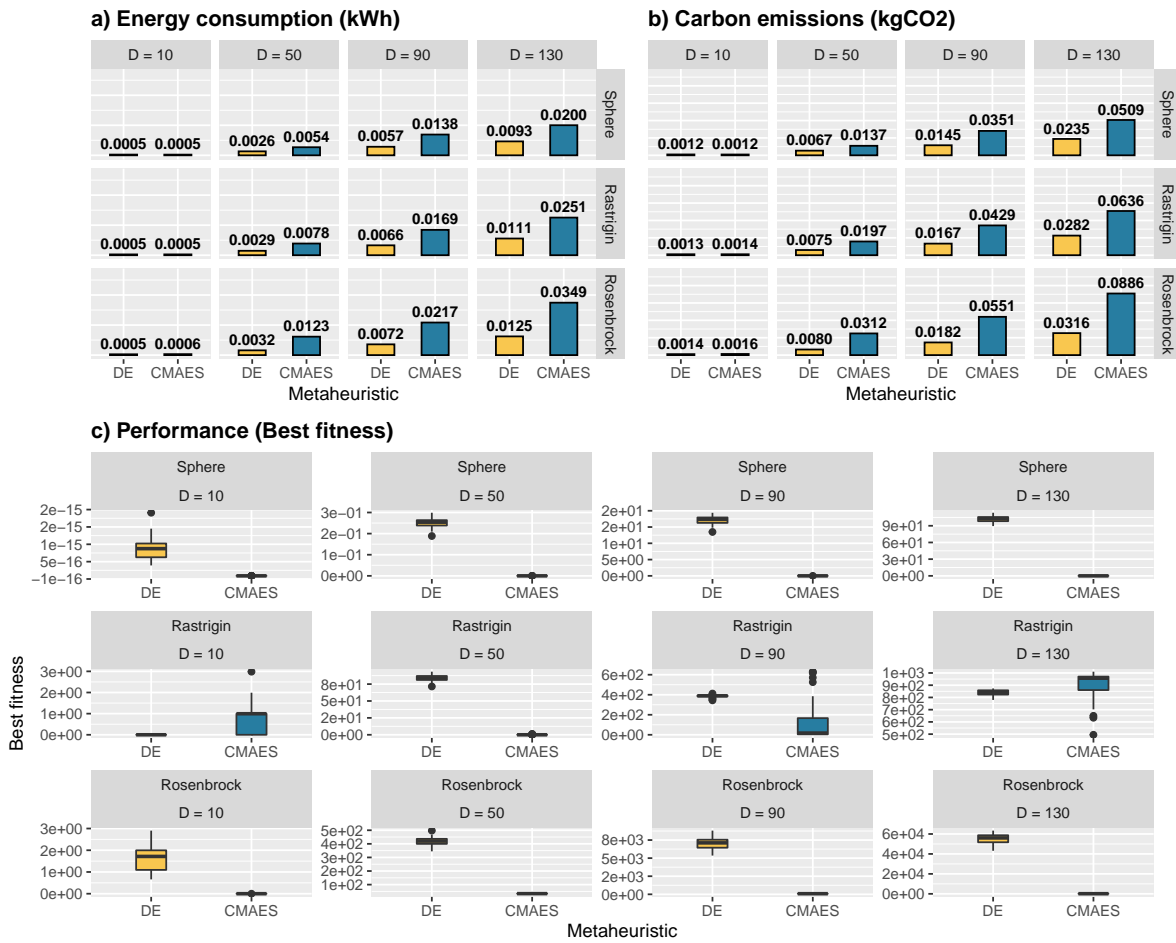 a) Energy consumption (kWh)
D = 10 D = 50 D = 90 D = 130
0.0005 0.0005 0.0026 0.0054 0.0057 0.0138 0.0093 0.0200
Sphere
0.0005 0.0005 0.0029 0.0078 0.0066 0.0169 0.0111 0.0251
Rastrigin
0.0005 0.0006 0.0032 0.0123 0.0072 0.0217 0.0125 0.0349
Rosenbrock
DE CMAES DE CMAES DE CMAES DE CMAES
Metaheuristic
b) Carbon emissions (kgCO2)
D = 10 D = 50 D = 90 D = 130
0.0012 0.0012 0.0067 0.0137 0.0145 0.0351 0.0235 0.0509
Sphere
0.0013 0.0014 0.0075 0.0197 0.0167 0.0429 0.0282 0.0636
Rastrigin
0.0014 0.0016 0.0080 0.0312 0.0182 0.0551 0.0316 0.0886
Rosenbrock
DE CMAES DE CMAES DE CMAES DE CMAES
Metaheuristic
c) Performance (Best fitness)
Best fitness
Sphere
D = 10
2e−15
2e−15
1e−15
5e−16
−1e−16
DE CMAES
Sphere
D = 50
3e−01
2e−01
1e−01
0e+00
DE CMAES
Sphere
D = 90
2e+01
2e+01
1e+01
5e+00
0e+00
DE CMAES
Sphere
D = 130
9e+01
6e+01
3e+01
0e+00
DE CMAES
Rastrigin
D = 10
3e+00
2e+00
1e+00
0e+00
DE CMAES
Rastrigin
D = 50
8e+01
5e+01
2e+01
0e+00
DE CMAES
Rastrigin
D = 90
6e+02
4e+02
2e+02
0e+00
DE CMAES
Rastrigin
D = 130
1e+03
9e+02
8e+02
7e+02
6e+02
5e+02
DE CMAES
Rosenbrock
D = 10
3e+00
2e+00
1e+00
0e+00
DE CMAES
Rosenbrock
D = 50
5e+02
4e+02
3e+02
2e+02
1e+02
DE CMAES
Rosenbrock
D = 90
8e+03
5e+03
2e+03
0e+00
DE CMAES
Rosenbrock
D = 130
6e+04
4e+04
2e+04
0e+00
DE CMAES
Metaheuristic